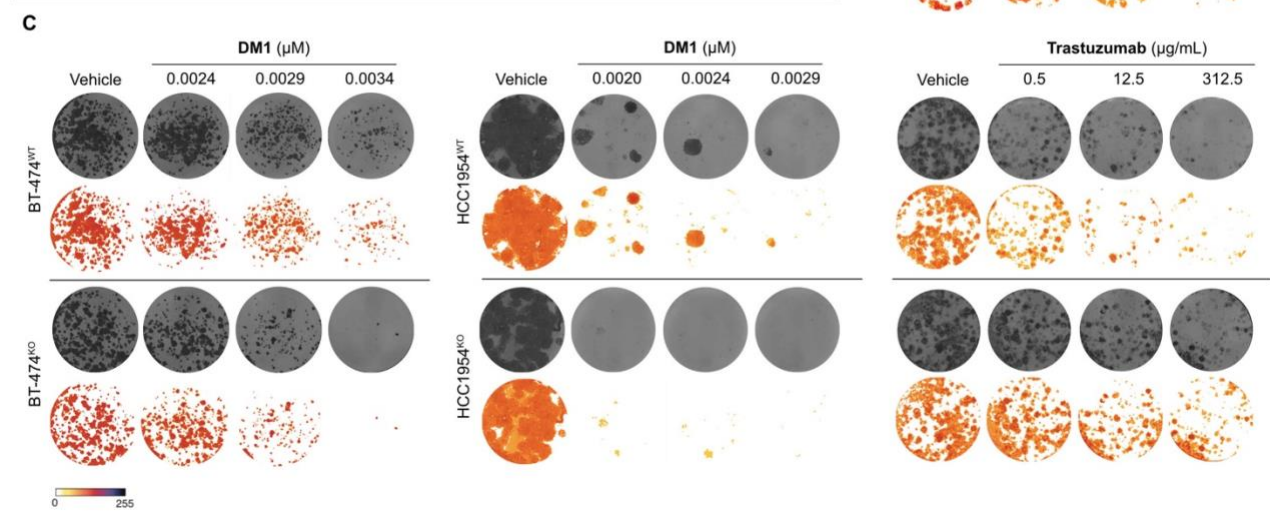 C
DM1 (µM)
Vehicle 0.0024 0.0029 0.0034
BT-474WT
BT-474KO
0 255
DM1 (µM)
Vehicle 0.0020 0.0024 0.0029
HCC1954WT
HCC1954KO
Trastuzumab (µg/mL)
Vehicle 0.5 12.5 312.5